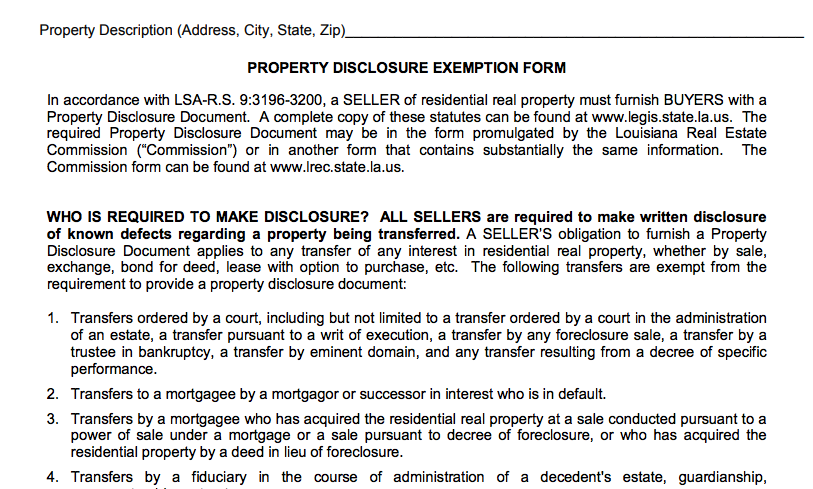 Property Description (Address, City, State, Zip)
PROPERTY DISCLOSURE EXEMPTION FORM
In accordance with LSA-R.S. 9:3196-3200, a SELLER of residential real property must furnish BUYERS with a
Property Disclosure Document. A complete copy of these statutes can be found at www.legis.state.la.us. The
required Property Disclosure Document may be in the form promulgated by the Louisiana Real Estate
Commission (“Commission”) or in another form that contains substantially the same information. The
Commission form can be found at www.lrec.state.la.us.
WHO IS REQUIRED TO MAKE DISCLOSURE? ALL SELLERS are required to make written disclosure
of known defects regarding a property being transferred. A SELLER'S obligation to furnish a Property
Disclosure Document applies to any transfer of any interest in residential real property, whether by sale,
exchange, bond for deed, lease with option to purchase, etc. The following transfers are exempt from the
requirement to provide a property disclosure document:
1. Transfers ordered by a court, including but not limited to a transfer ordered by a court in the administration
of an estate, a transfer pursuant to a writ of execution, a transfer by any foreclosure sale, a transfer by a
trustee in bankruptcy, a transfer by eminent domain, and any transfer resulting from a decree of specific
performance.
2. Transfers to a mortgagee by a mortgagor or successor in interest who is in default.
3. Transfers by a mortgagee who has acquired the residential real property at a sale conducted pursuant to a
power of sale under a mortgage or a sale pursuant to decree of foreclosure, or who has acquired the
residential property by a deed in lieu of foreclosure.
4. Transfers by a fiduciary in the course of administration of a decedent's estate, guardianship,